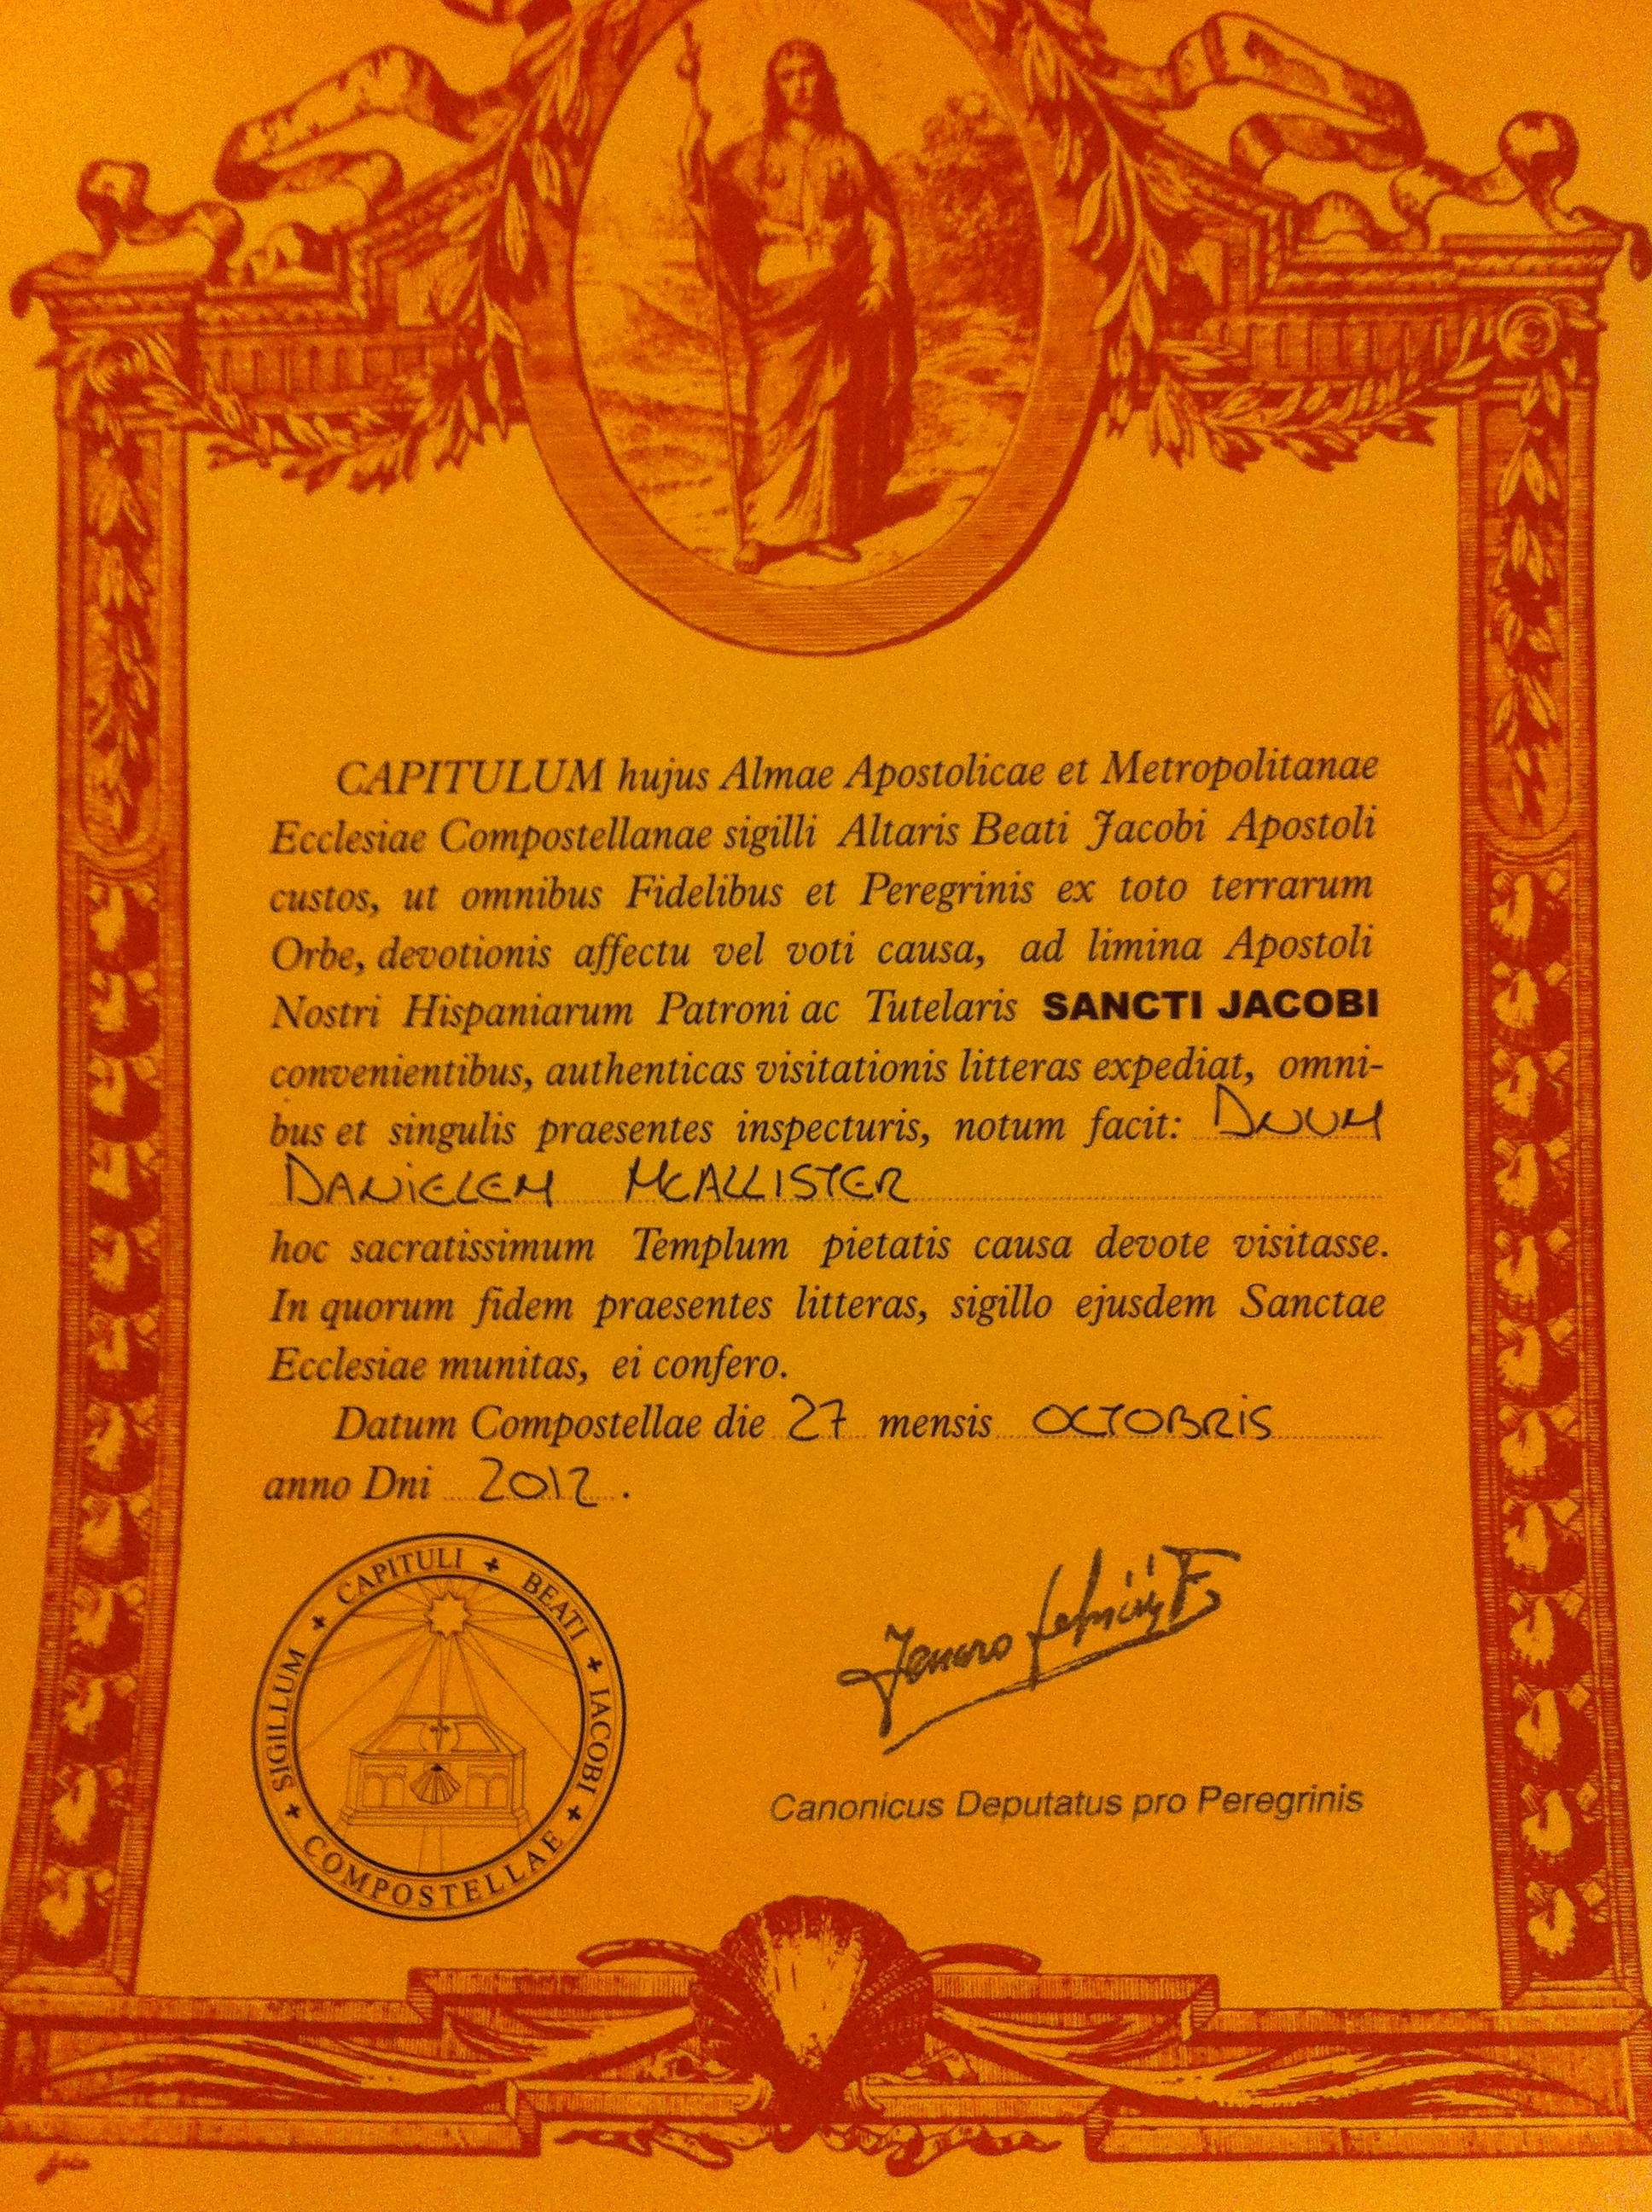 CAPITULUM hujus Almae Apostolicae et Metropolitanae
Ecclesiae Compostellanae sigilli Altaris Beati Jacobi Apostoli
custos, ut omnibus Fidelibus et Peregrinis ex toto terrarum
Orbe, devotionis affectu vel voti causa, ad limina Apostoli
Nostri Hispaniarum Patroni ac Tutelaris SANCTI JACOBI
convenientibus, authenticas visitationis litteras expediat, omni-
bus et singulis praesentes inspecturis, notum facit: DNUM
DANIELEM MCALLISTER
hoc sacratissimum Templum pietatis causa devote visitasse.
In quorum fidem praesentes litteras, sigillo ejusdem Sanctae
Ecclesiae munitas, ei confero.
Datum Compostellae die 27 mensis OCTOBRIS
anno Dni 2012.
SIGILLUM + CAPITULI + BEATI + IACOBI + COMPOSTELLAE +
Canonicus Deputatus pro Peregrinis